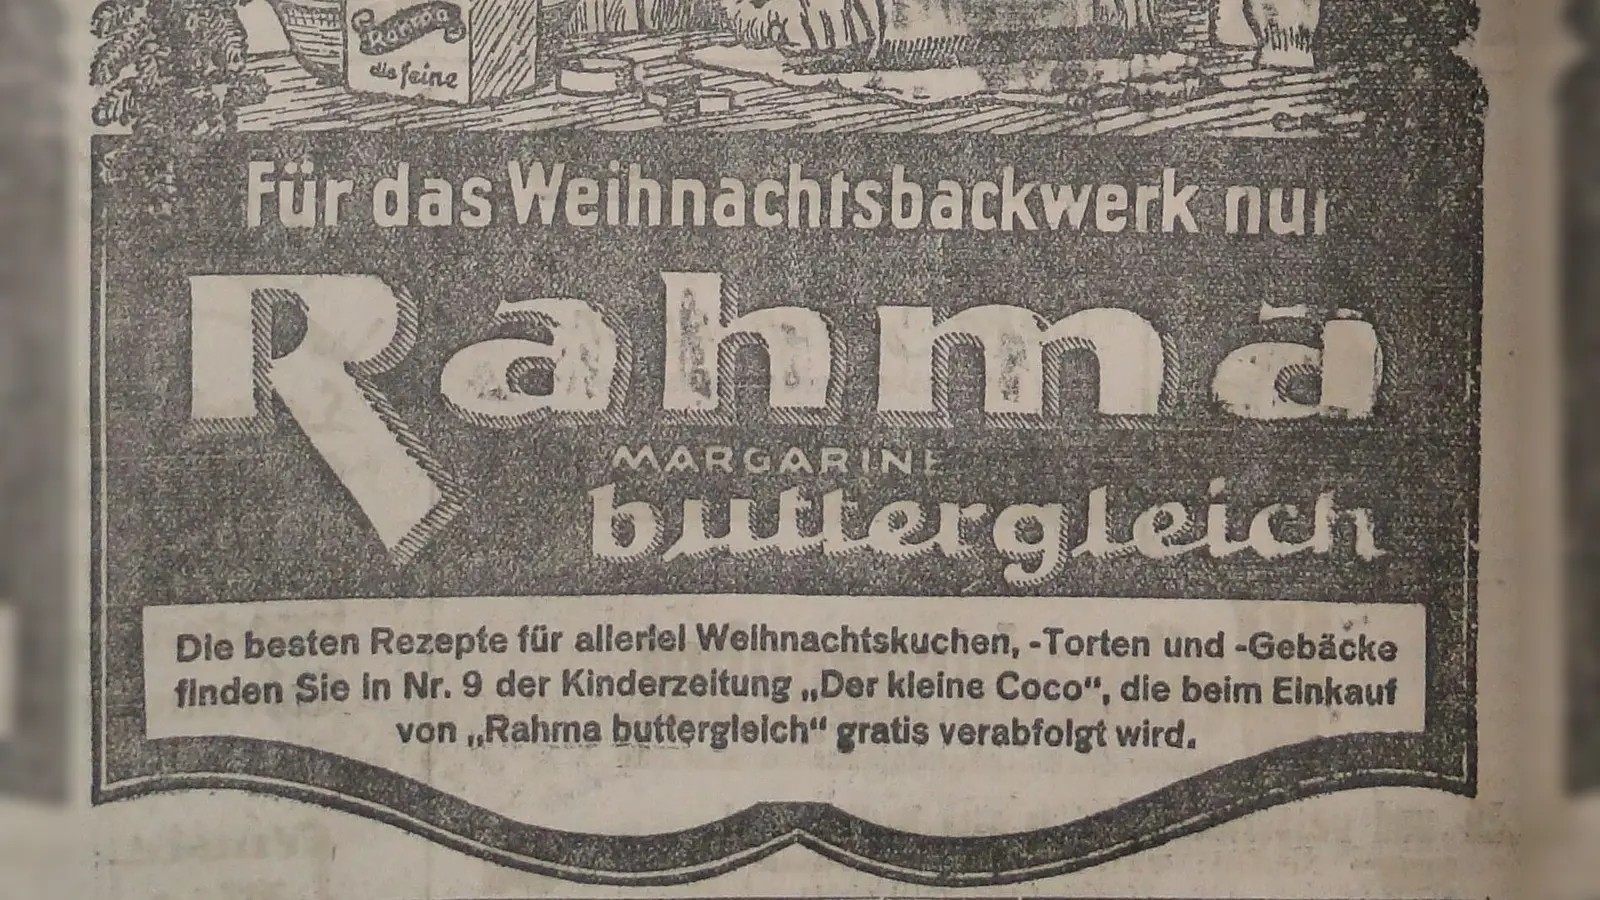 Rahma
die feine
Für das Weihnachtsbackwerk nur
Rahma
MARGARINE
buttergleich
Die besten Rezepte für allerlei Weihnachtskuchen, -Torten und -Gebäcke
finden Sie in Nr. 9 der Kinderzeitung „Der kleine Coco“, die beim Einkauf
von „Rahma buttergleich“ gratis verabfolgt wird.